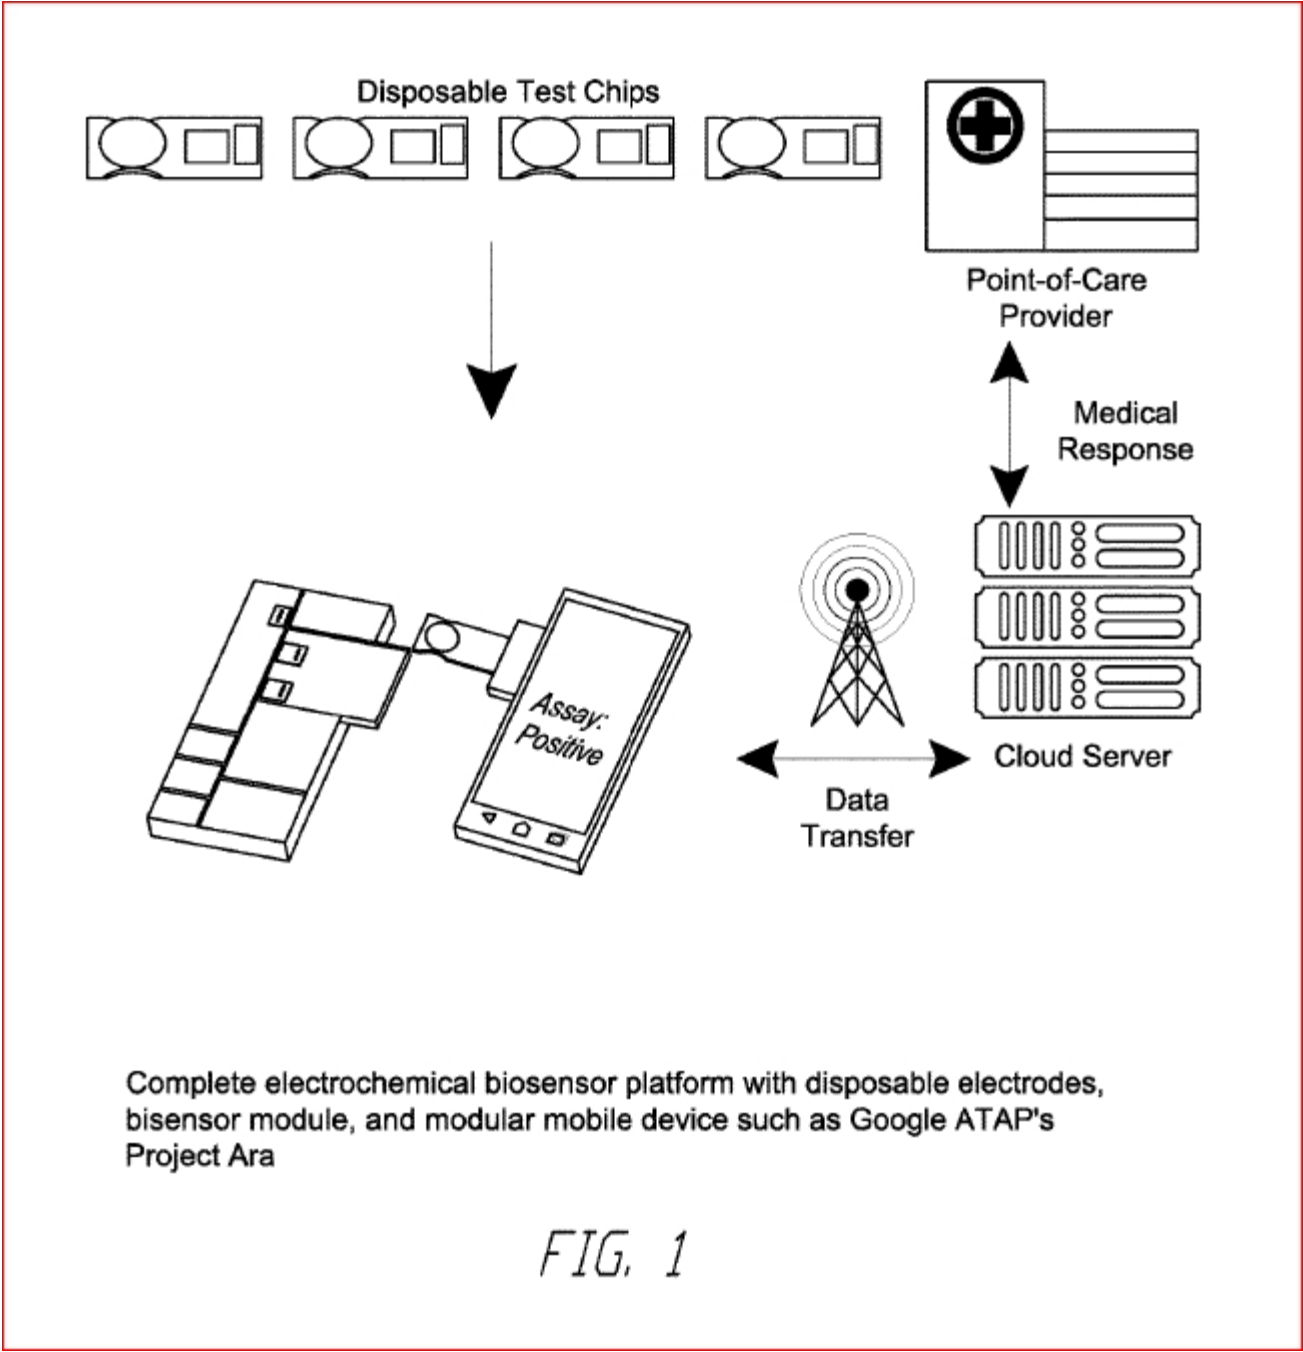 Disposable Test Chips
Point-of-Care
Provider
Medical
Response
Assay:
Positive
Cloud Server
Data
Transfer
Complete electrochemical biosensor platform with disposable electrodes,
bisensor module, and modular mobile device such as Google ATAP's
Project Ara
FIG. 1